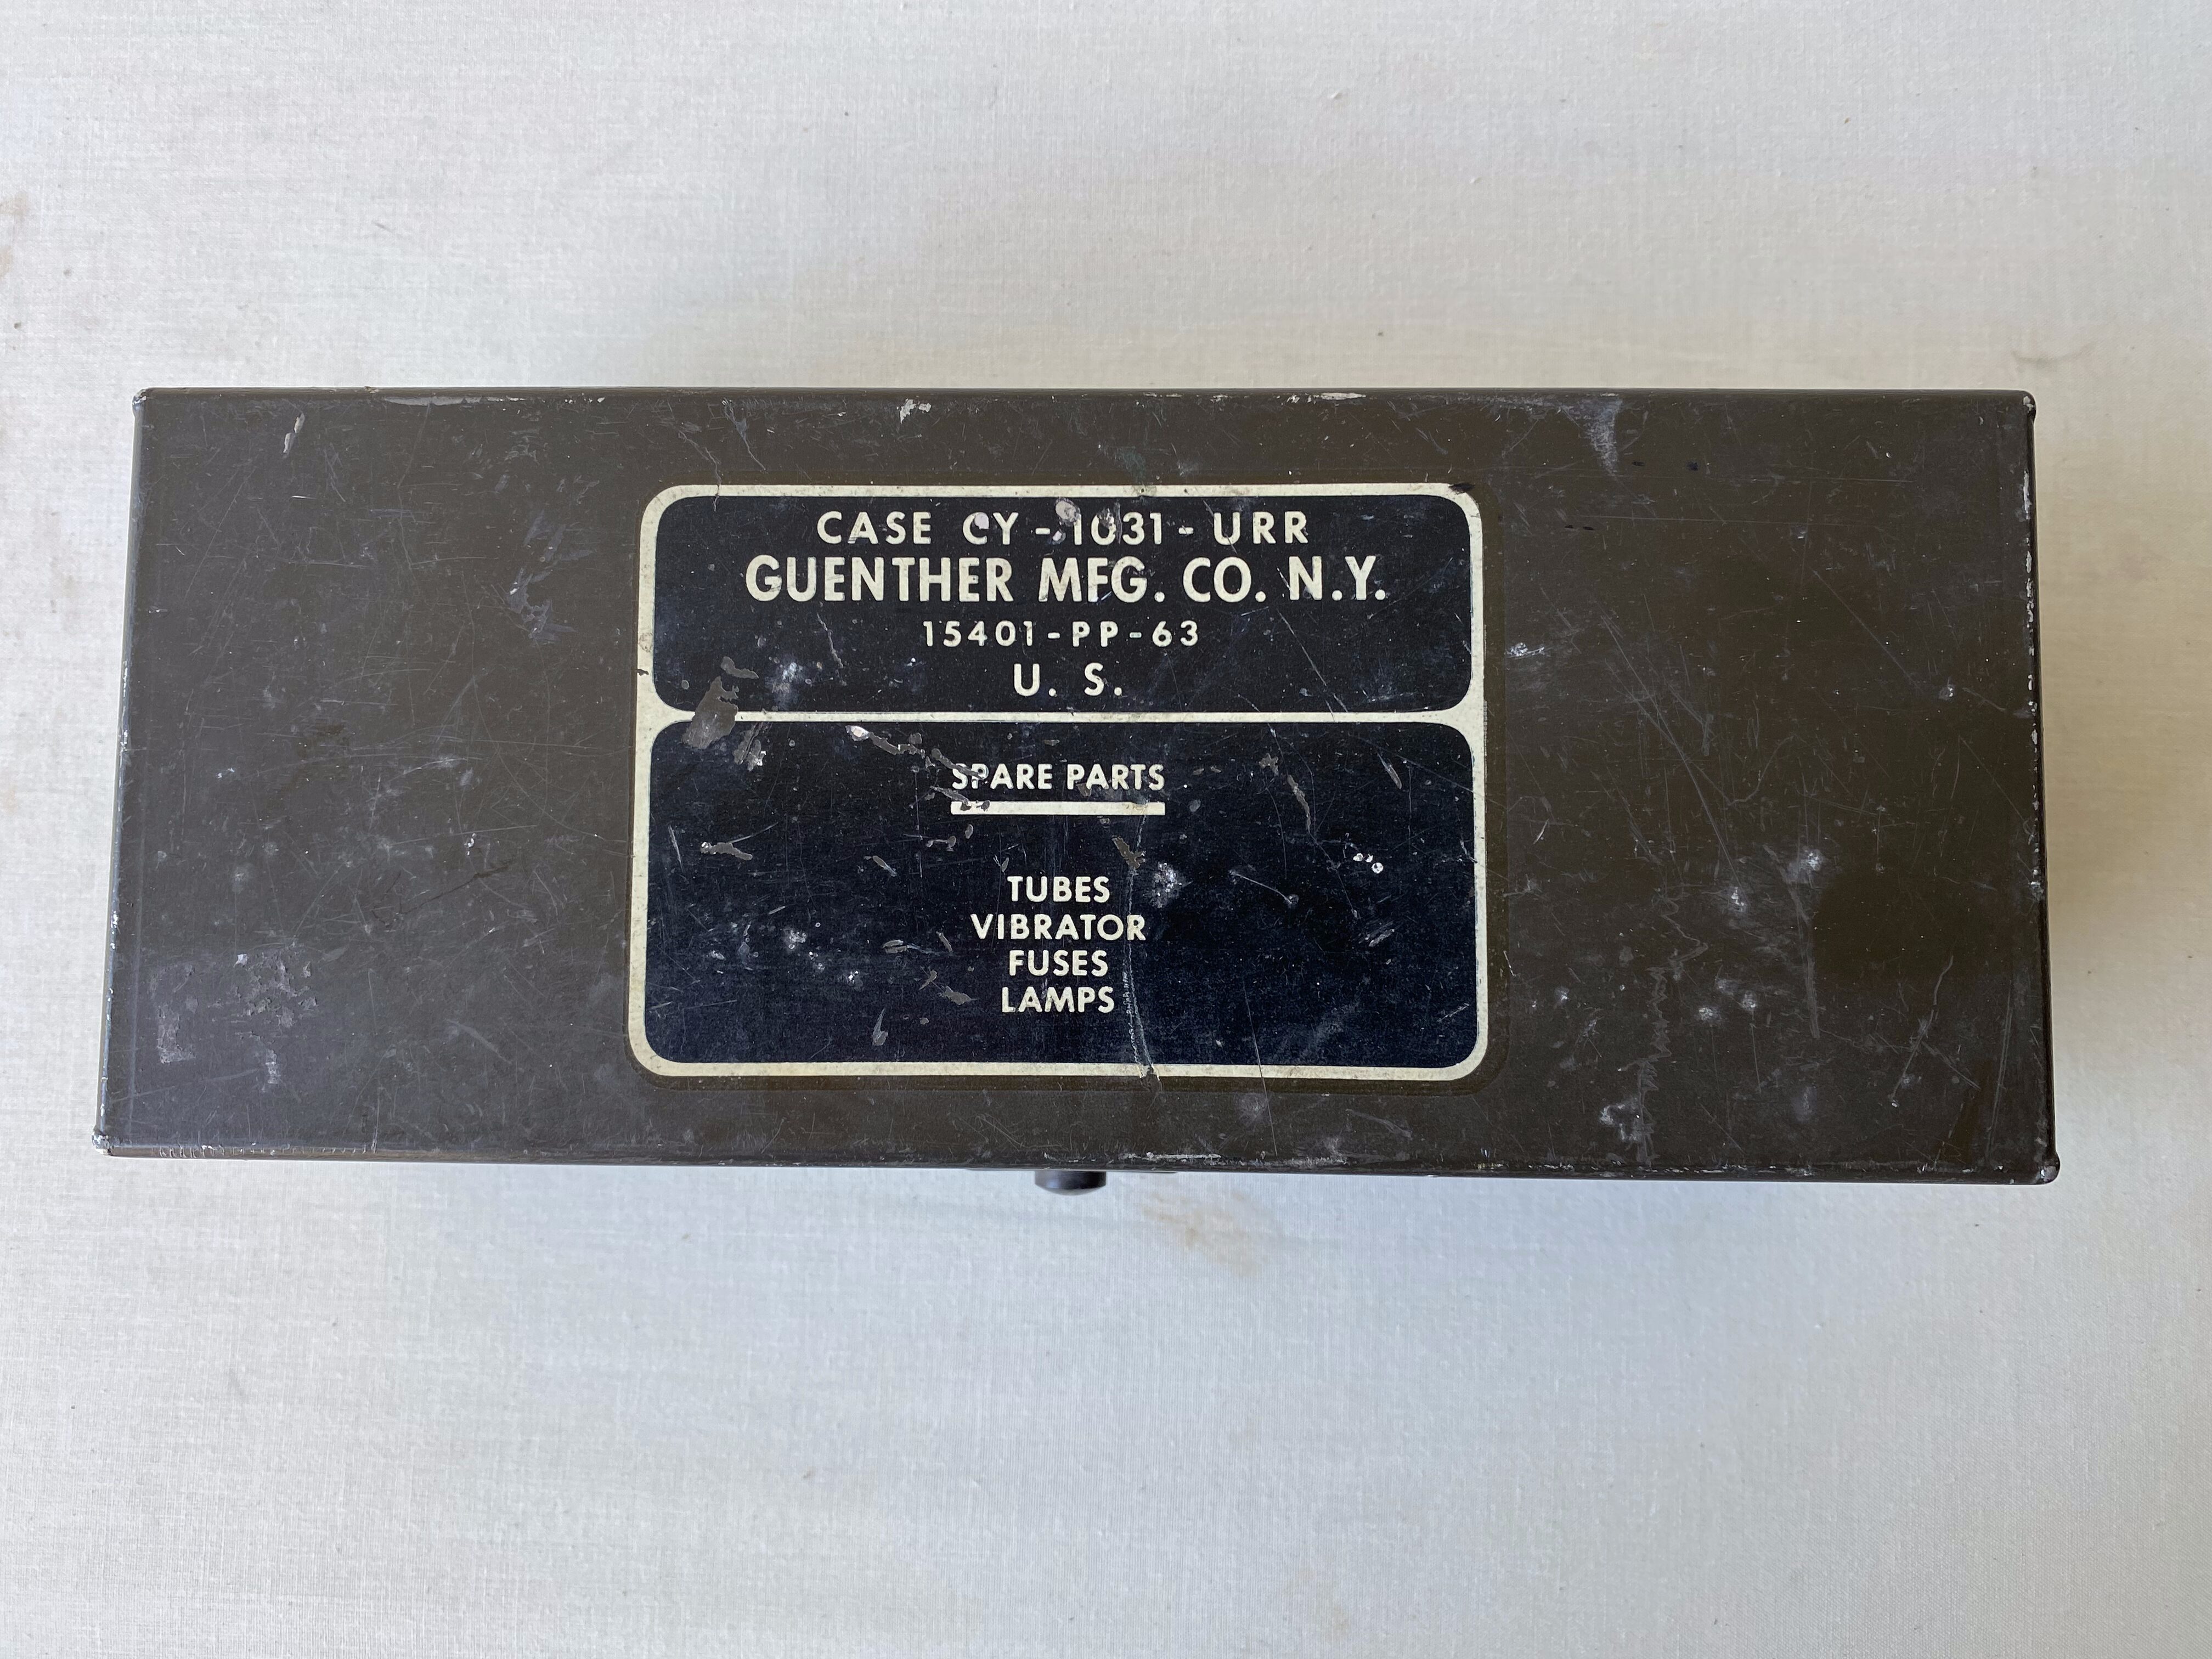 CASE CY-1031-URR
GUENTHER MFG. CO. N.Y.
15401-PP-63
U. S.
SPARE PARTS
TUBES
VIBRATOR
FUSES
LAMPS